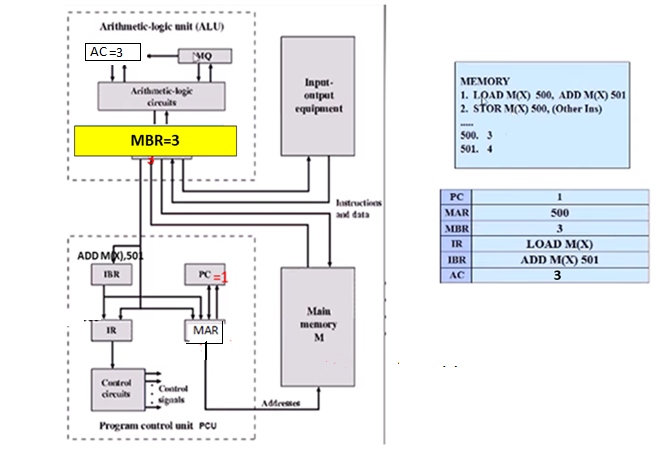 Arithmetic-logic unit (ALU)
AC =3
MQ
Arithmetic-logic
circuits
MBR=3
Input-
output
equipment
Instructions
and data
ADD M(X),501
IBR
PC =1
IR
MAR
Main
memory
M
Control
circuits
Control
signals
Addresses
Program control unit PCU
MEMORY
1. LOAD M(X) 500, ADD M(X) 501
2. STOR M(X) 500, (Other Ins)
.....
500. 3
501. 4
PC 1
MAR 500
MBR 3
IR LOAD M(X)
IBR ADD M(X) 501
AC 3